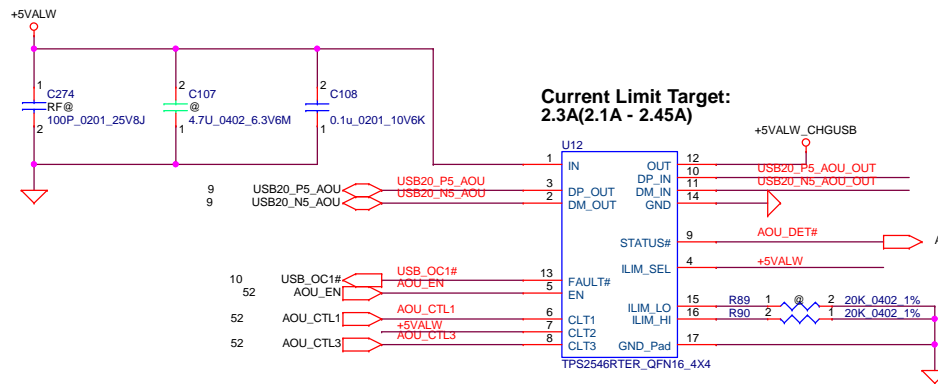 +5VALW
1
C274
RF@
100P_0201_25V8J
2
2
C107
@
4.7U_0402_6.3V6M
1
2
C108
0.1u_0201_10V6K
1
Current Limit Target:
2.3A(2.1A - 2.45A)
+5VALW_CHGUSB
U12
1 IN
OUT 12
DP_IN 10 USB20_P5_AOU_OUT
DM_IN 11 USB20_N5_AOU_OUT
GND 14
9 USB20_P5_AOU USB20_P5_AOU 3 DP_OUT
9 USB20_N5_AOU USB20_N5_AOU 2 DM_OUT
STATUS# 9 AOU_DET# A
ILIM_SEL 4 +5VALW
10 USB_OC1# USB_OC1# 13 FAULT#
52 AOU_EN AOU_EN 5 EN
ILIM_LO 15 R89 1 @ 2 20K_0402_1%
ILIM_HI 16 R90 2 1 20K_0402_1%
52 AOU_CTL1 AOU_CTL1 6 CLT1
+5VALW 7 CLT2
52 AOU_CTL3 AOU_CTL3 8 CLT3
GND_Pad 17
TPS2546RTER_QFN16_4X4